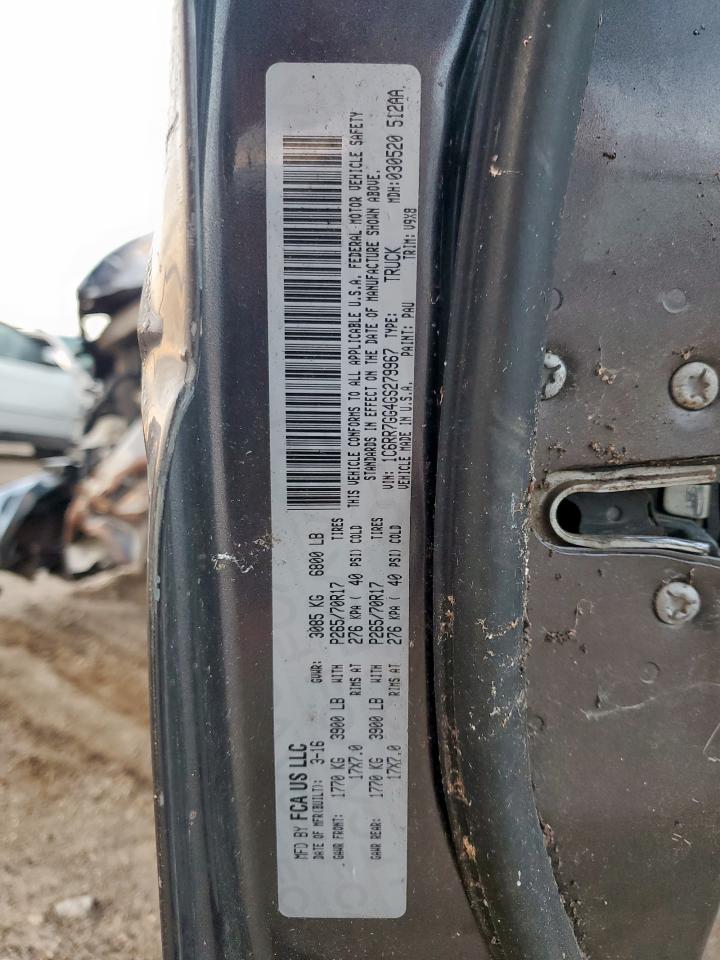 MFD BY FCA US LLC
DATE OF MFR(BUILT): 3-16 GVWR: 3085 KG 6800 LB
GAWR FRONT: 1770 KG 3900 LB WITH P265/70R17 TIRES
17X7.0 RIMS AT 276 KPA( 40 PSI) COLD
GAWR REAR: 1770 KG 3900 LB WITH P265/70R17 TIRES
17X7.0 RIMS AT 276 KPA( 40 PSI) COLD
THIS VEHICLE CONFORMS TO ALL APPLICABLE U.S.A. FEDERAL MOTOR VEHICLE SAFETY
STANDARDS IN EFFECT ON THE DATE OF MANUFACTURE SHOWN ABOVE.
VIN: 1C6RR7GG4GS279967 TYPE: TRUCK MDH:030520 512AA
VEHICLE MADE IN U.S.A. PAINT: PAU TRIM: V9X8